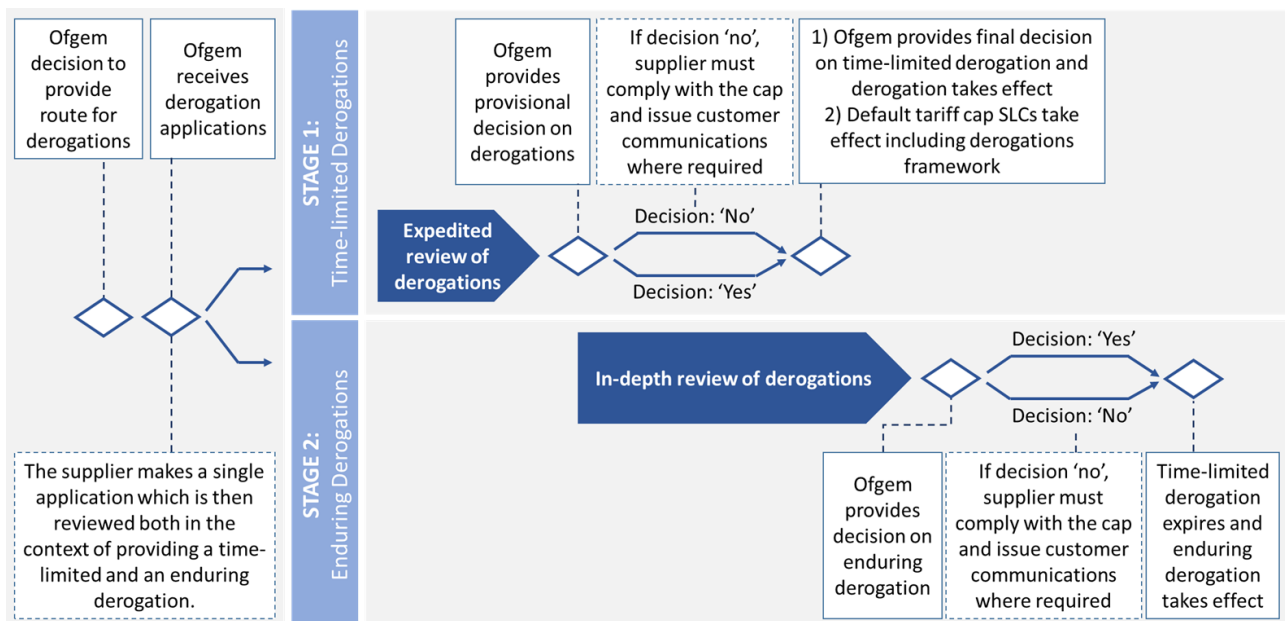 Ofgem
decision to
provide
route for
derogations
Ofgem
receives
derogation
applications
The supplier makes a single
application which is then
reviewed both in the
context of providing a time-
limited and an enduring
derogation.
STAGE 1:
Time-limited Derogations
Ofgem
provides
provisional
decision on
derogations
If decision ‘no’,
supplier must
comply with the cap
and issue customer
communications
where required
1) Ofgem provides final decision
on time-limited derogation and
derogation takes effect
2) Default tariff cap SLCs take
effect including derogations
framework
Expedited
review of
derogations
Decision: ‘No’
Decision: ‘Yes’
STAGE 2:
Enduring Derogations
In-depth review of derogations
Decision: ‘Yes’
Decision: ‘No’
Ofgem
provides
decision on
enduring
derogation
If decision ‘no’,
supplier must
comply with the cap
and issue customer
communications
where required
Time-limited
derogation
expires and
enduring
derogation
takes effect